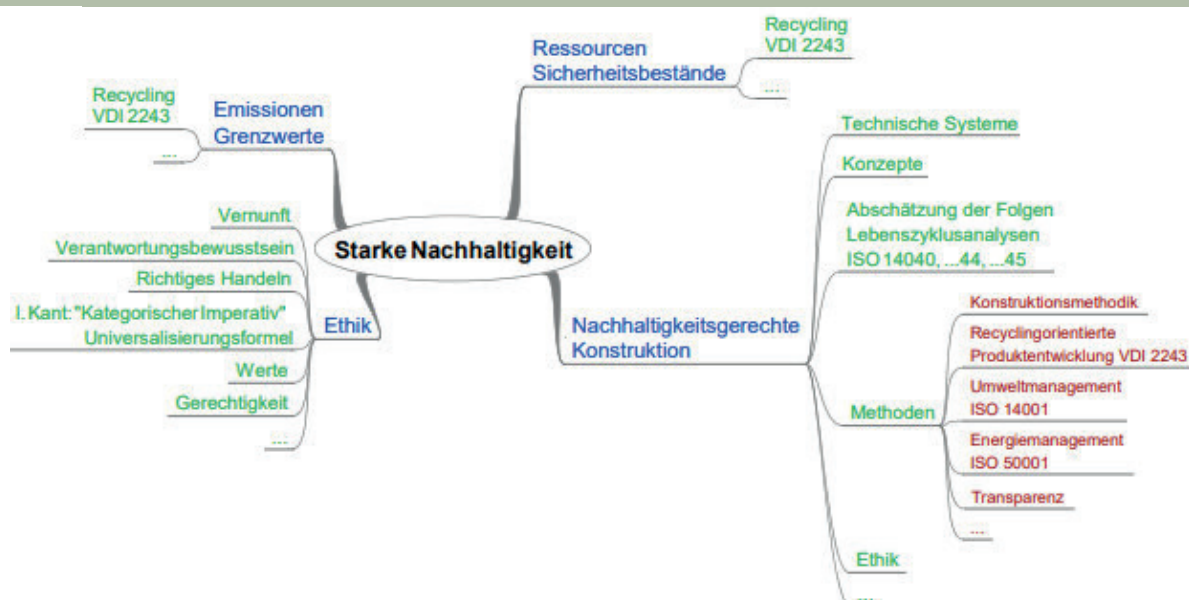 Starke Nachhaltigkeit
Ressourcen
Sicherheitsbestände
Recycling
VDI 2243
...
Emissionen
Grenzwerte
Recycling
VDI 2243
...
Ethik
Vernunft
Verantwortungsbewusstsein
Richtiges Handeln
I. Kant: "Kategorischer Imperativ"
Universalisierungsformel
Werte
Gerechtigkeit
...
Nachhaltigkeitsgerechte
Konstruktion
Technische Systeme
Konzepte
Abschätzung der Folgen
Lebenszyklusanalysen
ISO 14040, ...44, ...45
Methoden
Konstruktionsmethodik
Recyclingorientierte
Produktentwicklung VDI 2243
Umweltmanagement
ISO 14001
Energiemanagement
ISO 50001
Transparenz
...
Ethik
...